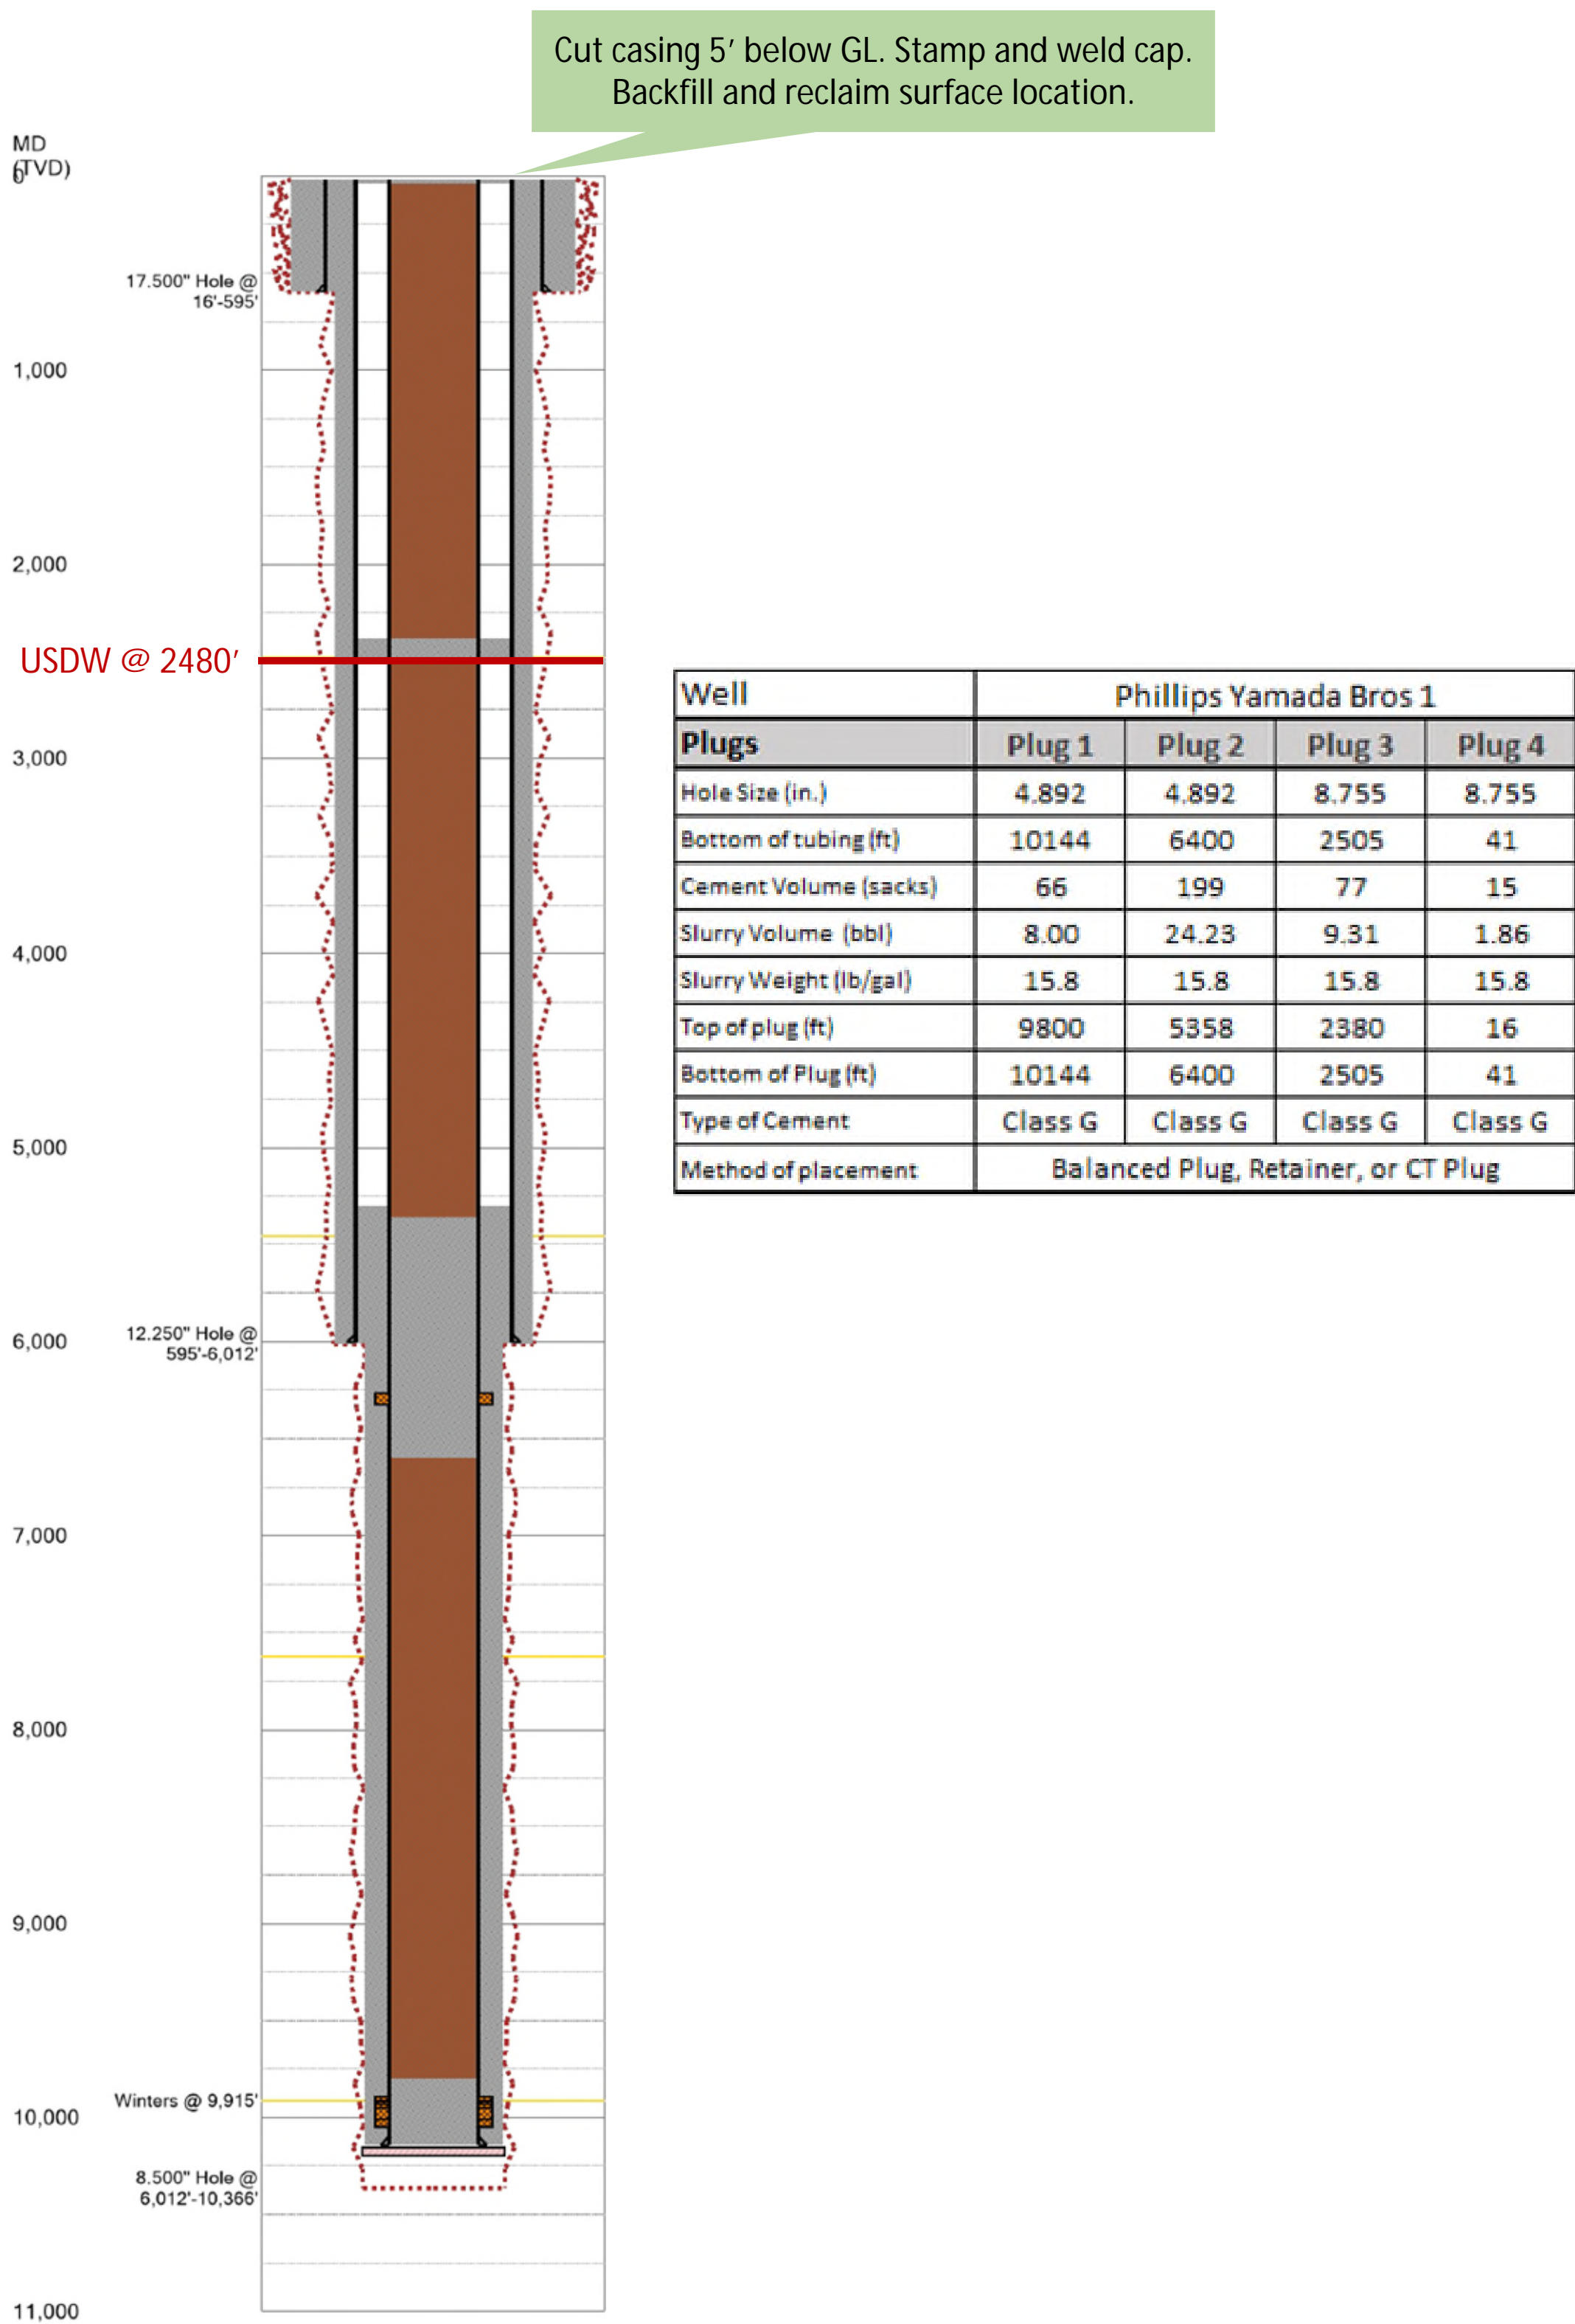 Cut casing 5′ below GL. Stamp and weld cap.
Backfill and reclaim surface location.
MD
(TVD)
0
17.500" Hole @
16'-595'
1,000
2,000
USDW @ 2480′
3,000
4,000
5,000
6,000
12.250" Hole @
595'-6,012'
7,000
8,000
9,000
Winters @ 9,915'
10,000
8.500" Hole @
6,012'-10,366'
11,000
Well Phillips Yamada Bros 1
Plugs Plug 1 Plug 2 Plug 3 Plug 4
Hole Size (in.) 4.892 4.892 8.755 8.755
Bottom of tubing (ft) 10144 6400 2505 41
Cement Volume (sacks) 66 199 77 15
Slurry Volume (bbl) 8.00 24.23 9.31 1.86
Slurry Weight (lb/gal) 15.8 15.8 15.8 15.8
Top of plug (ft) 9800 5358 2380 16
Bottom of Plug (ft) 10144 6400 2505 41
Type of Cement Class G Class G Class G Class G
Method of placement Balanced Plug, Retainer, or CT Plug